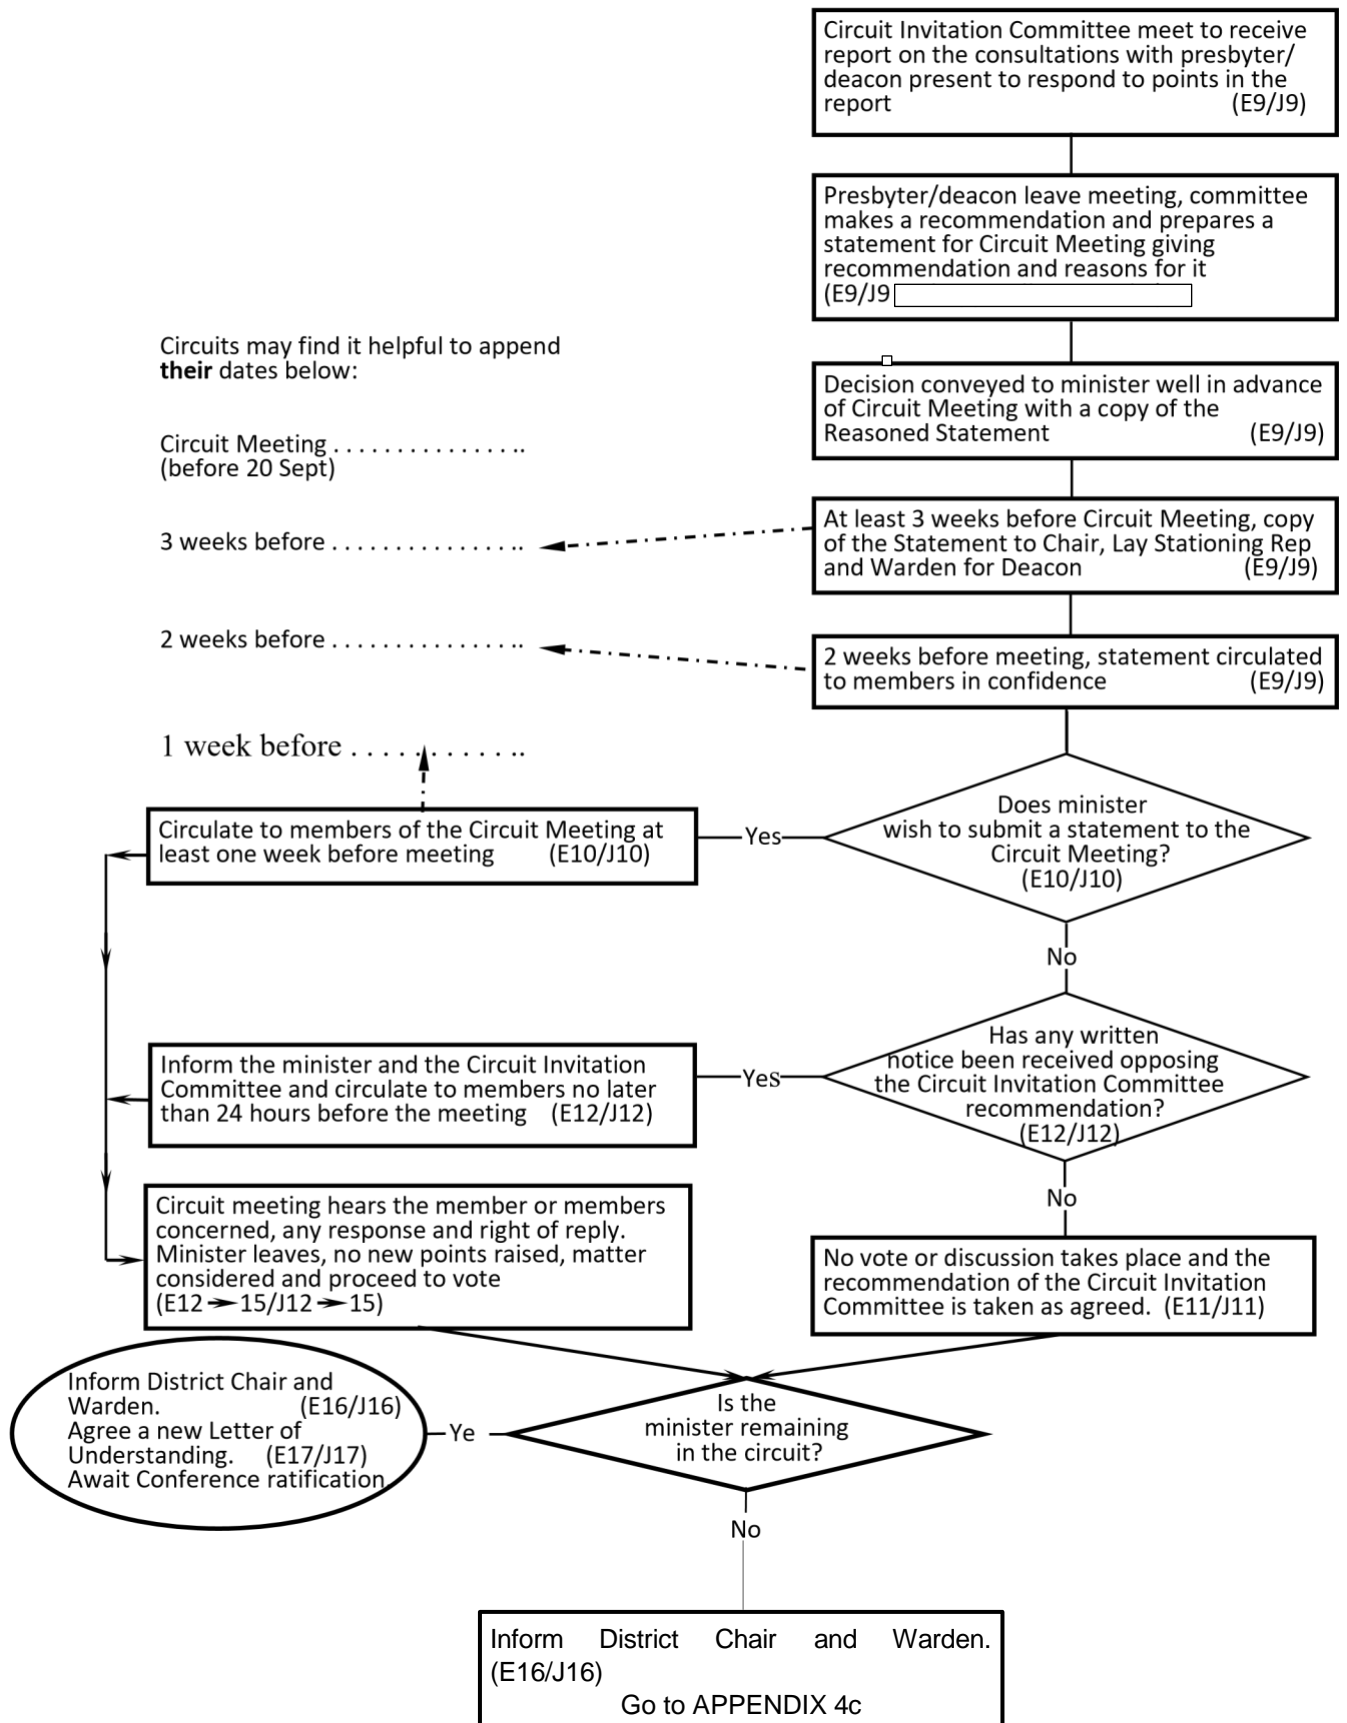 Circuit Invitation Committee meet to receive
report on the consultations with presbyter/
deacon present to respond to points in the
report (E9/J9)
Presbyter/deacon leave meeting, committee
makes a recommendation and prepares a
statement for Circuit Meeting giving
recommendation and reasons for it
(E9/J9
Circuits may find it helpful to append
their dates below:
Decision conveyed to minister well in advance
of Circuit Meeting with a copy of the
Reasoned Statement (E9/J9)
Circuit Meeting . . . . . . . . . . . . . . ..
(before 20 Sept)
At least 3 weeks before Circuit Meeting, copy
of the Statement to Chair, Lay Stationing Rep
and Warden for Deacon (E9/J9)
3 weeks before . . . . . . . . . . . . . . ..
2 weeks before . . . . . . . . . . . . . . ..
2 weeks before meeting, statement circulated
to members in confidence (E9/J9)
1 week before . . . . . . . . . . ..
Does minister
wish to submit a statement to the
Circuit Meeting?
(E10/J10)
Yes
Circulate to members of the Circuit Meeting at
least one week before meeting (E10/J10)
No
Has any written
notice been received opposing
the Circuit Invitation Committee
recommendation?
(E12/J12)
Yes
Inform the minister and the Circuit Invitation
Committee and circulate to members no later
than 24 hours before the meeting (E12/J12)
No
Circuit meeting hears the member or members
concerned, any response and right of reply.
Minister leaves, no new points raised, matter
considered and proceed to vote
(E12 → 15/J12 → 15)
No vote or discussion takes place and the
recommendation of the Circuit Invitation
Committee is taken as agreed. (E11/J11)
Is the
minister remaining
in the circuit?
Ye
Inform District Chair and
Warden. (E16/J16)
Agree a new Letter of
Understanding. (E17/J17)
Await Conference ratification.
No
Inform District Chair and Warden.
(E16/J16)
Go to APPENDIX 4c